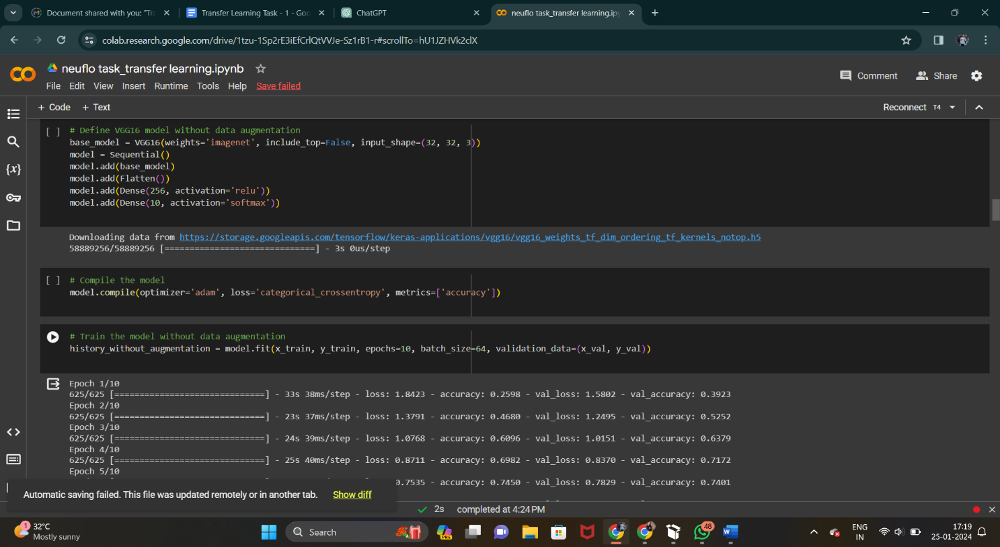 Document shared with you: "Tra
Transfer Learning Task - 1 - Goo
ChatGPT
neuflo task_transfer learning.ipy
colab.research.google.com/drive/1tzu-1Sp2rE3iEfCrlQtVVJe-Sz1rB1-r#scrollTo=hU1JZHVk2clX
neuflo task_transfer learning.ipynb
Comment
Share
File Edit View Insert Runtime Tools Help Save failed
+ Code + Text
Reconnect T4
[ ] # Define VGG16 model without data augmentation
base_model = VGG16(weights='imagenet', include_top=False, input_shape=(32, 32, 3))
model = Sequential()
model.add(base_model)
model.add(Flatten())
model.add(Dense(256, activation='relu'))
model.add(Dense(10, activation='softmax'))
Downloading data from https://storage.googleapis.com/tensorflow/keras-applications/vgg16/vgg16_weights_tf_dim_ordering_tf_kernels_notop.h5
58889256/58889256 [==============================] - 3s 0us/step
[ ] # Compile the model
model.compile(optimizer='adam', loss='categorical_crossentropy', metrics=['accuracy'])
# Train the model without data augmentation
history_without_augmentation = model.fit(x_train, y_train, epochs=10, batch_size=64, validation_data=(x_val, y_val))
Epoch 1/10
625/625 [==============================] - 33s 38ms/step - loss: 1.8423 - accuracy: 0.2598 - val_loss: 1.5802 - val_accuracy: 0.3923
Epoch 2/10
625/625 [==============================] - 23s 37ms/step - loss: 1.3791 - accuracy: 0.4680 - val_loss: 1.2495 - val_accuracy: 0.5252
Epoch 3/10
625/625 [==============================] - 24s 39ms/step - loss: 1.0768 - accuracy: 0.6096 - val_loss: 1.0151 - val_accuracy: 0.6379
Epoch 4/10
625/625 [==============================] - 25s 40ms/step - loss: 0.8711 - accuracy: 0.6982 - val_loss: 0.8370 - val_accuracy: 0.7172
Epoch 5/10
0.7535 - accuracy: 0.7450 - val_loss: 0.7829 - val_accuracy: 0.7401
Automatic saving failed. This file was updated remotely or in another tab. Show diff
2s completed at 4:24 PM
1
32°C
Mostly sunny
Search
PRE
48
ENG
IN
17:19
25-01-2024